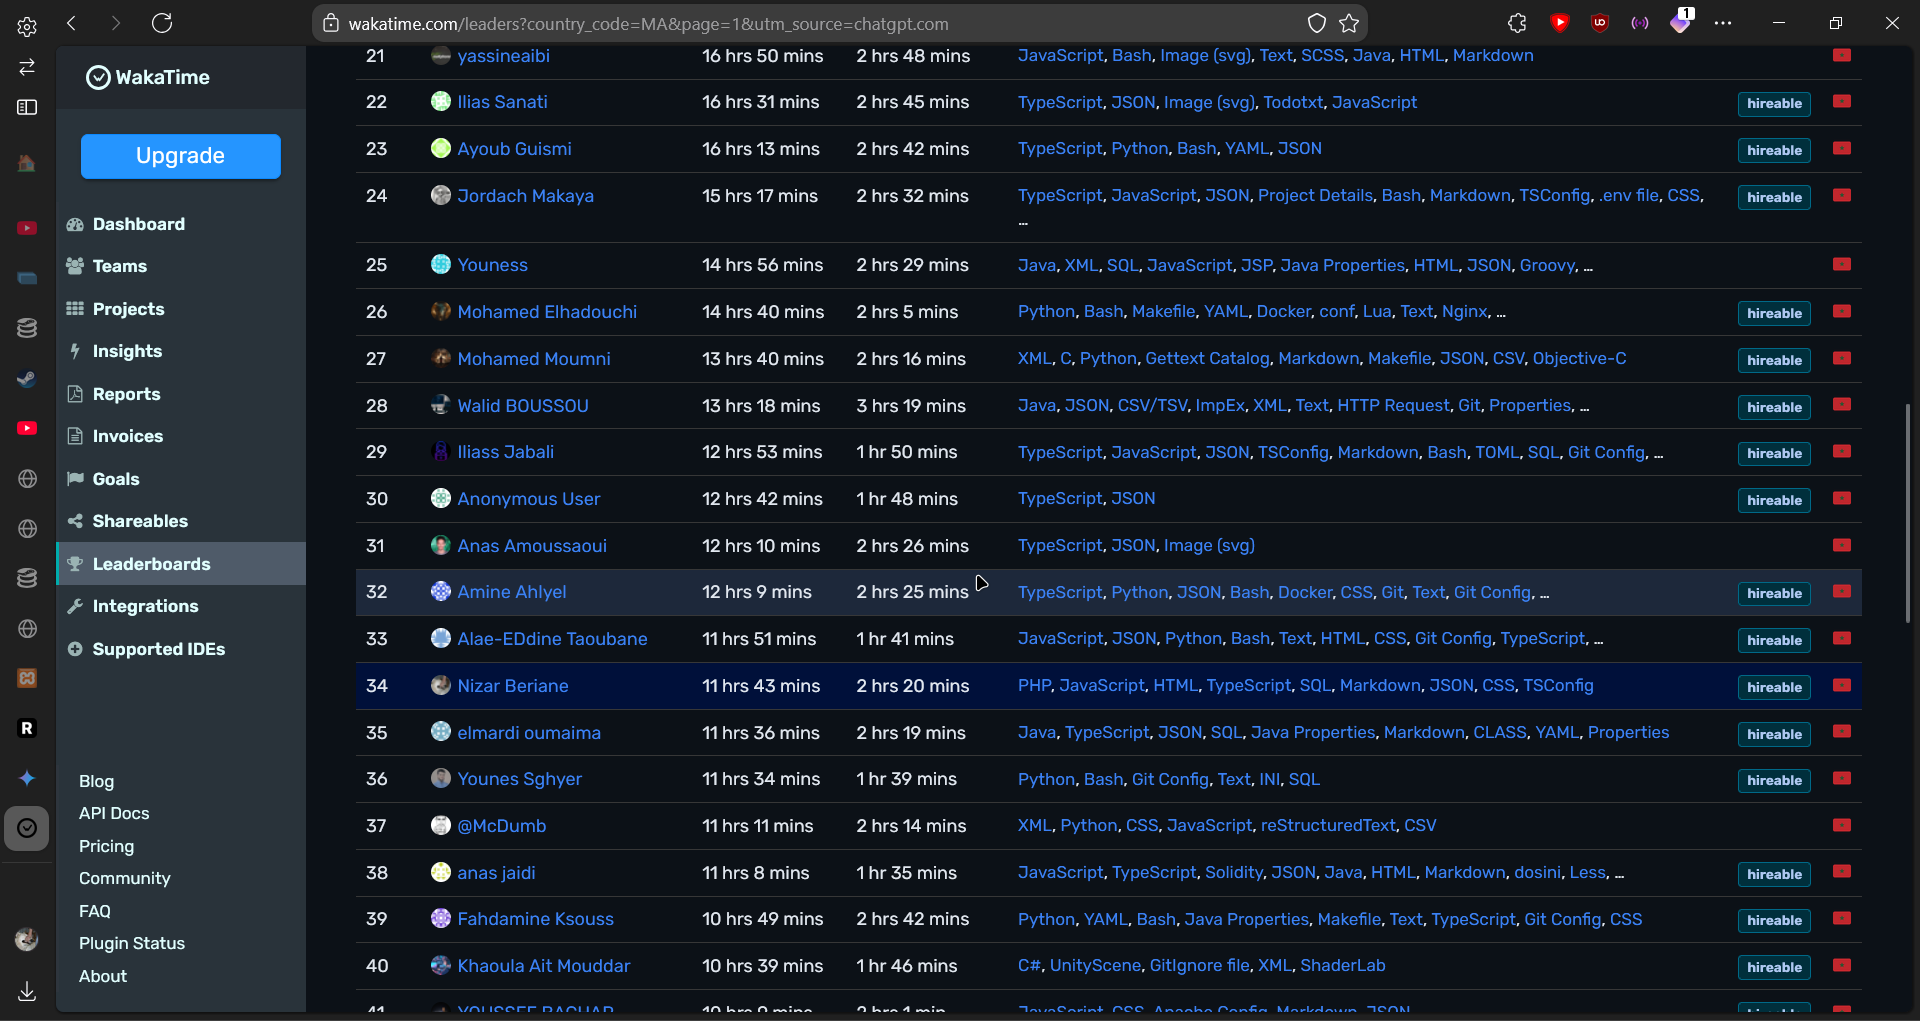 wakatime.com/leaders?country_code=MA&page=1&utm_source=chatgpt.com
1
WakaTime
Upgrade
Dashboard
Teams
Projects
Insights
Reports
Invoices
Goals
Shareables
Leaderboards
Integrations
Supported IDEs
Blog
API Docs
Pricing
Community
FAQ
Plugin Status
About
R
21 yassineaibi 16 hrs 50 mins 2 hrs 48 mins JavaScript, Bash, Image (svg), Text, SCSS, Java, HTML, Markdown
22 Ilias Sanati 16 hrs 31 mins 2 hrs 45 mins TypeScript, JSON, Image (svg), Todotxt, JavaScript hireable
23 Ayoub Guismi 16 hrs 13 mins 2 hrs 42 mins TypeScript, Python, Bash, YAML, JSON hireable
24 Jordach Makaya 15 hrs 17 mins 2 hrs 32 mins TypeScript, JavaScript, JSON, Project Details, Bash, Markdown, TSConfig, .env file, CSS, hireable
...
25 Youness 14 hrs 56 mins 2 hrs 29 mins Java, XML, SQL, JavaScript, JSP, Java Properties, HTML, JSON, Groovy, ...
26 Mohamed Elhadouchi 14 hrs 40 mins 2 hrs 5 mins Python, Bash, Makefile, YAML, Docker, conf, Lua, Text, Nginx, ... hireable
27 Mohamed Moumni 13 hrs 40 mins 2 hrs 16 mins XML, C, Python, Gettext Catalog, Markdown, Makefile, JSON, CSV, Objective-C hireable
28 Walid BOUSSOU 13 hrs 18 mins 3 hrs 19 mins Java, JSON, CSV/TSV, ImpEx, XML, Text, HTTP Request, Git, Properties, ... hireable
29 Iliass Jabali 12 hrs 53 mins 1 hr 50 mins TypeScript, JavaScript, JSON, TSConfig, Markdown, Bash, TOML, SQL, Git Config, ... hireable
30 Anonymous User 12 hrs 42 mins 1 hr 48 mins TypeScript, JSON hireable
31 Anas Amoussaoui 12 hrs 10 mins 2 hrs 26 mins TypeScript, JSON, Image (svg)
32 Amine Ahlyel 12 hrs 9 mins 2 hrs 25 mins TypeScript, Python, JSON, Bash, Docker, CSS, Git, Text, Git Config, ... hireable
33 Alae-EDdine Taoubane 11 hrs 51 mins 1 hr 41 mins JavaScript, JSON, Python, Bash, Text, HTML, CSS, Git Config, TypeScript, ... hireable
34 Nizar Beriane 11 hrs 43 mins 2 hrs 20 mins PHP, JavaScript, HTML, TypeScript, SQL, Markdown, JSON, CSS, TSConfig hireable
35 elmardi oumaima 11 hrs 36 mins 2 hrs 19 mins Java, TypeScript, JSON, SQL, Java Properties, Markdown, CLASS, YAML, Properties hireable
36 Younes Sghyer 11 hrs 34 mins 1 hr 39 mins Python, Bash, Git Config, Text, INI, SQL hireable
37 @McDumb 11 hrs 11 mins 2 hrs 14 mins XML, Python, CSS, JavaScript, reStructuredText, CSV
38 anas jaidi 11 hrs 8 mins 1 hr 35 mins JavaScript, TypeScript, Solidity, JSON, Java, HTML, Markdown, dosini, Less, ... hireable
39 Fahdamine Ksouss 10 hrs 49 mins 2 hrs 42 mins Python, YAML, Bash, Java Properties, Makefile, Text, TypeScript, Git Config, CSS hireable
40 Khaoula Ait Mouddar 10 hrs 39 mins 1 hr 46 mins C#, UnityScene, GitIgnore file, XML, ShaderLab hireable
41 JavaScript, CSS, Apache Config, Markdown, JSON